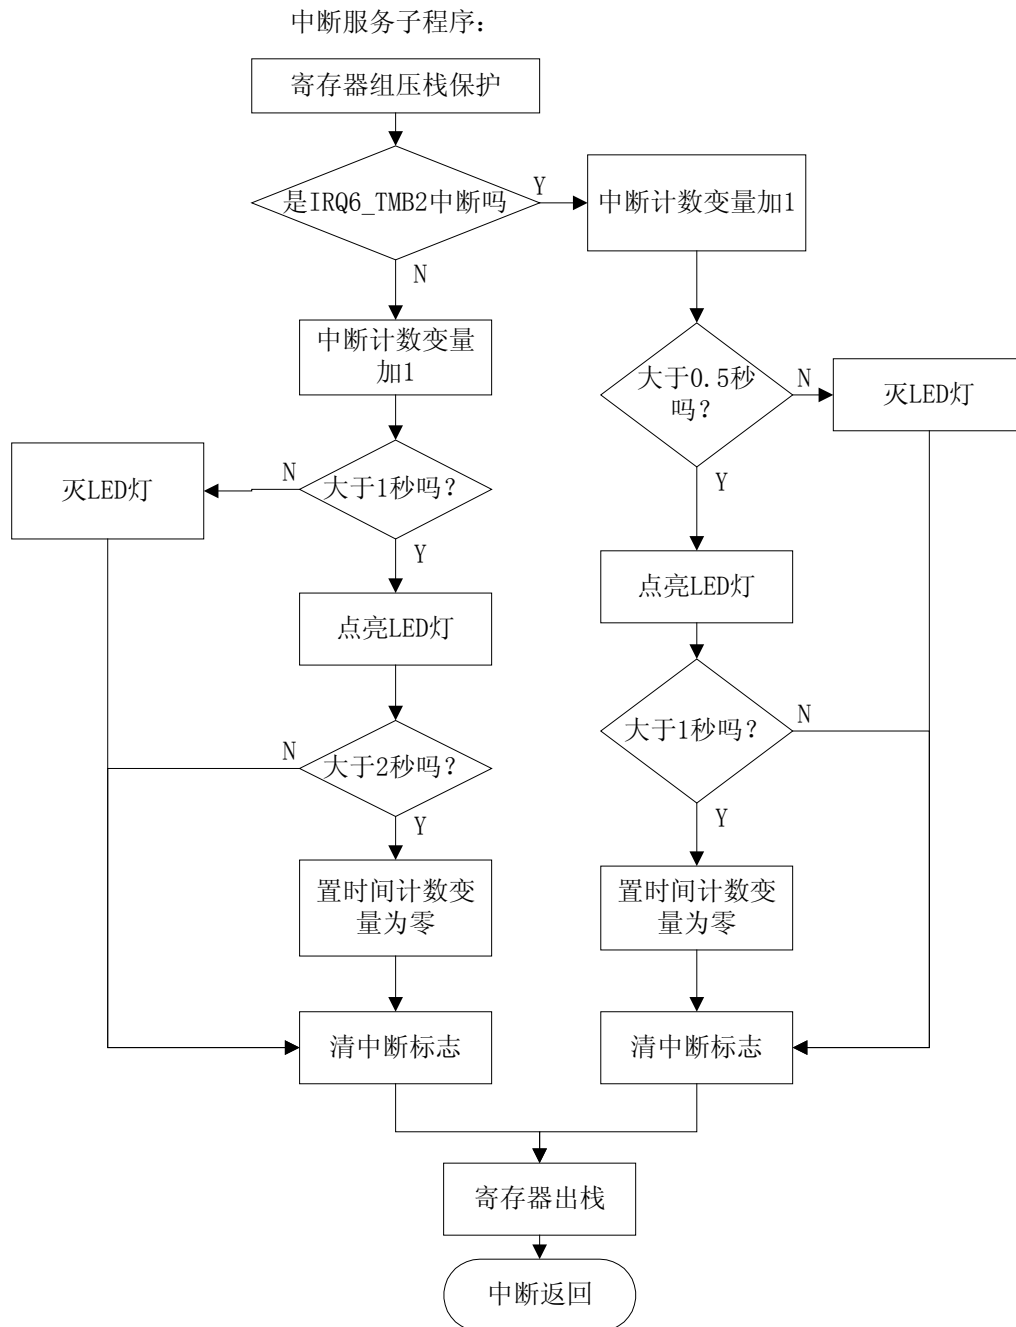 中断服务子程序：
寄存器组压栈保护
是IRQ6_TMB2中断吗
Y
中断计数变量加1
N
中断计数变量
加1
大于0.5秒
吗？
N
灭LED灯
Y
灭LED灯
N
大于1秒吗？
Y
点亮LED灯
点亮LED灯
大于1秒吗？
N
Y
N
大于2秒吗？
Y
置时间计数变
量为零
置时间计数变
量为零
清中断标志
清中断标志
寄存器出栈
中断返回